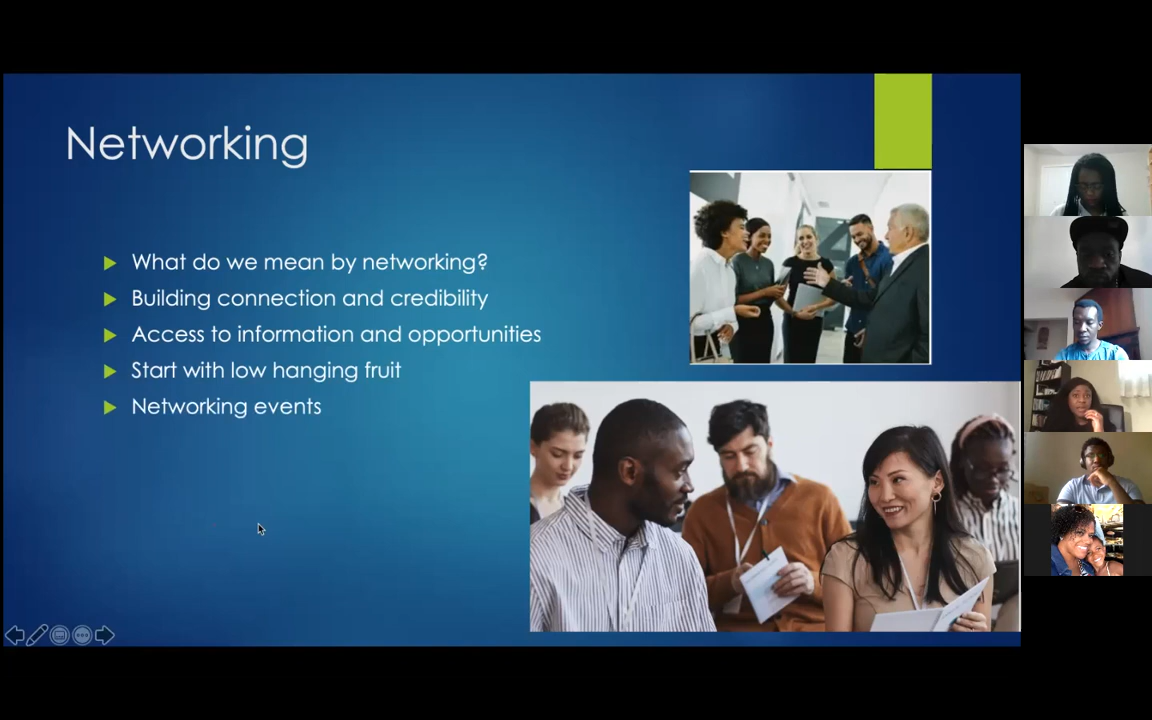 Networking
What do we mean by networking?
Building connection and credibility
Access to information and opportunities
Start with low hanging fruit
Networking events